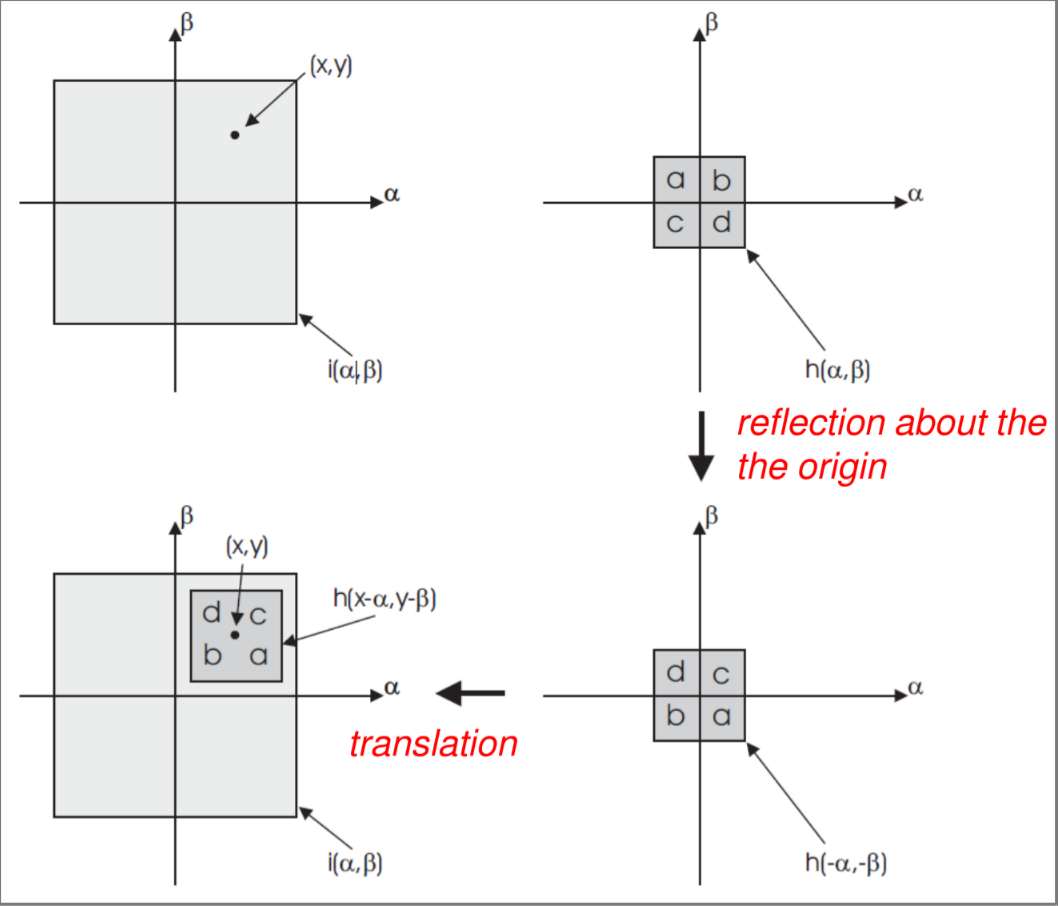 β
(x,y)
α
i(α,β)
β
a b
α
c d
h(α,β)
reflection about the
the origin
β
(x,y)
h(x-α,y-β)
d c
b a
α
translation
i(α,β)
β
d c
α
b a
h(-α,-β)